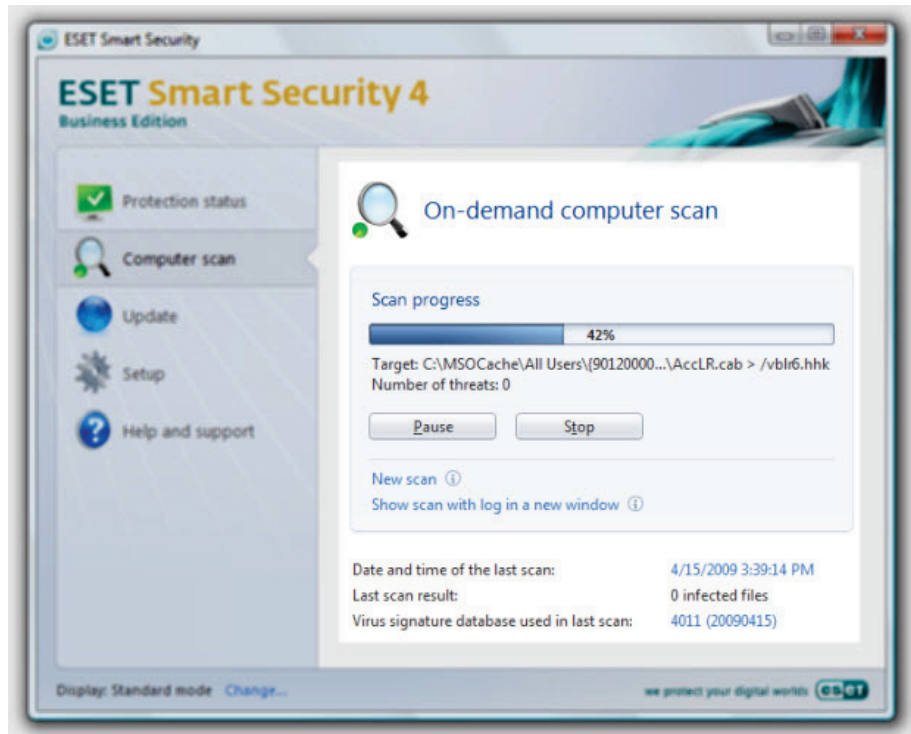 ESET Smart Security
ESET Smart Security 4
Business Edition
Protection status
Computer scan
Update
Setup
Help and support
On-demand computer scan
Scan progress
42%
Target: C:\MSOCache\All Users\{90120000...\AccLR.cab > /vblr6.hhk
Number of threats: 0
Pause Stop
New scan
Show scan with log in a new window
Date and time of the last scan: 4/15/2009 3:39:14 PM
Last scan result: 0 infected files
Virus signature database used in last scan: 4011 (20090415)
Display: Standard mode Change... we protect your digital worlds eset